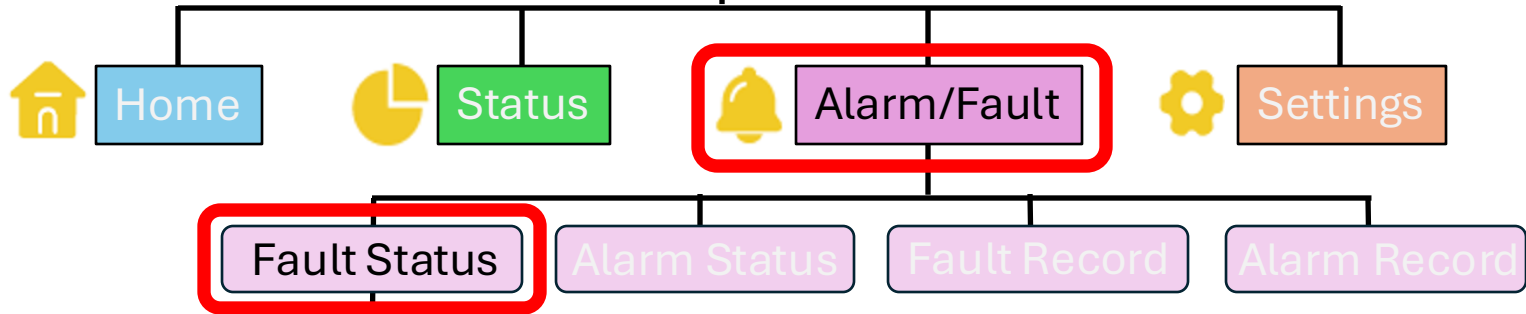 Home
Status
Alarm/Fault
Settings
Fault Status
Alarm Status
Fault Record
Alarm Record